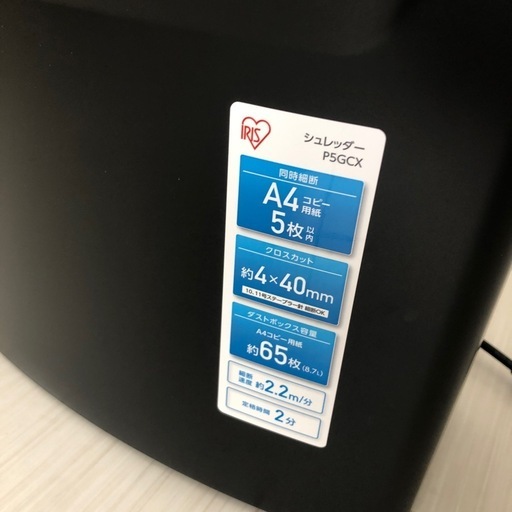 IRIS
シュレッダー
P5GCX
同時細断
A4コピー用紙
5枚以内
クロスカット
約4×40mm
10、11号ステープラー針 細断OK
ダストボックス容量
A4コピー用紙
約65枚(8.7L)
細断速度 約2.2m/分
定格時間 2分